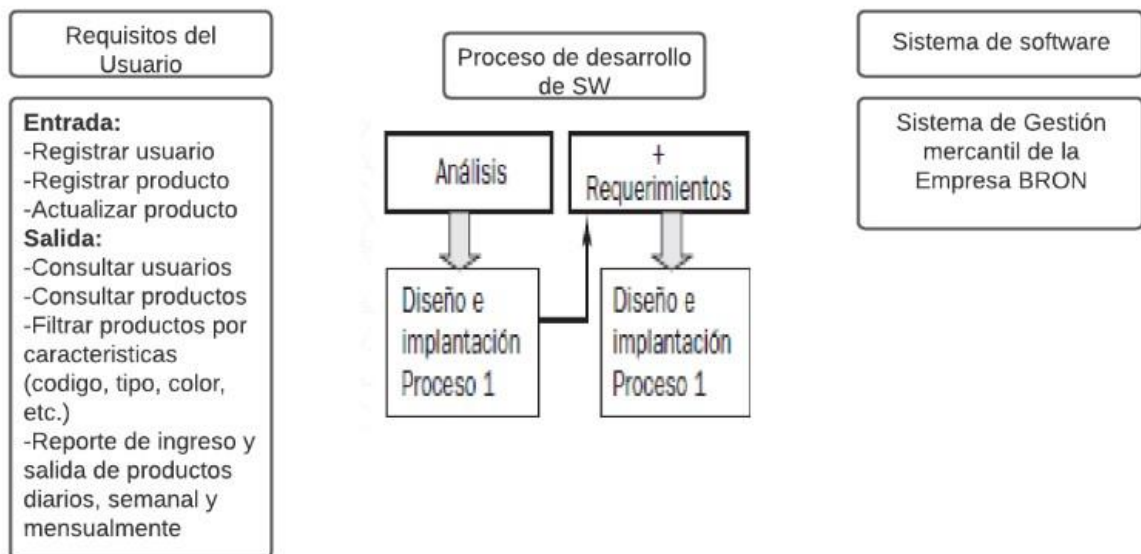 Requisitos del
Usuario
Entrada:
-Registrar usuario
-Registrar producto
-Actualizar producto
Salida:
-Consultar usuarios
-Consultar productos
-Filtrar productos por
caracteristicas
(codigo, tipo, color,
etc.)
-Reporte de ingreso y
salida de productos
diarios, semanal y
mensualmente
Proceso de desarrollo
de SW
Análisis
+
Requerimientos
Diseño e
implantación
Proceso 1
Diseño e
implantación
Proceso 1
Sistema de software
Sistema de Gestión
mercantil de la
Empresa BRON